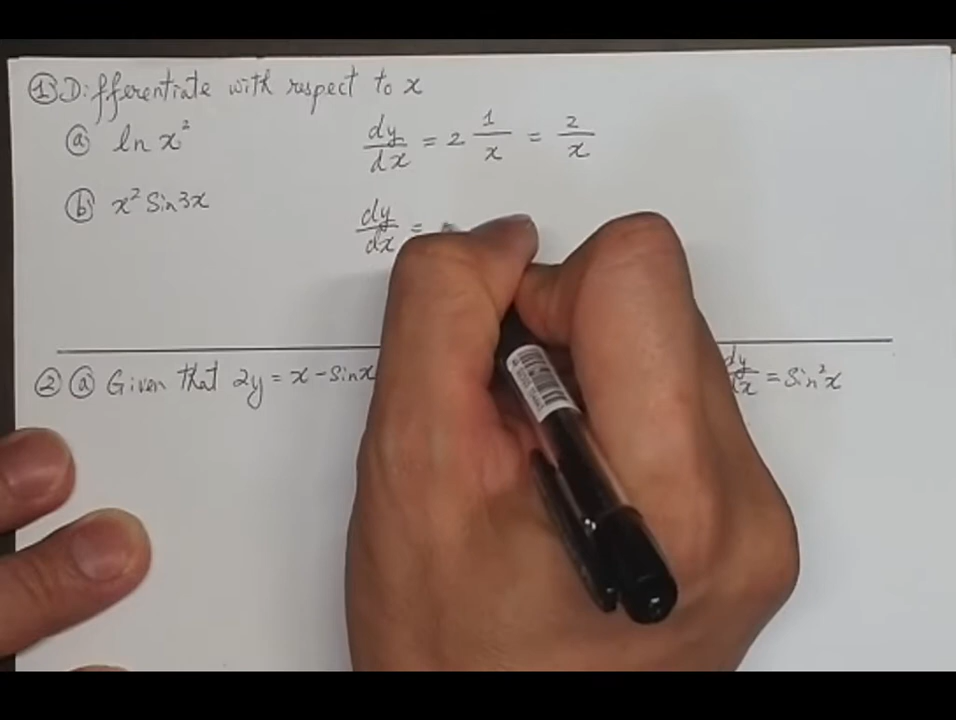 ① Differentiate with respect to x
ⓐ ln x² dy/dx = 2 1/x = 2/x
ⓑ x² Sin3x dy/dx =
② ⓐ Given that 2y = x - sinx dy/dx = Sin²x